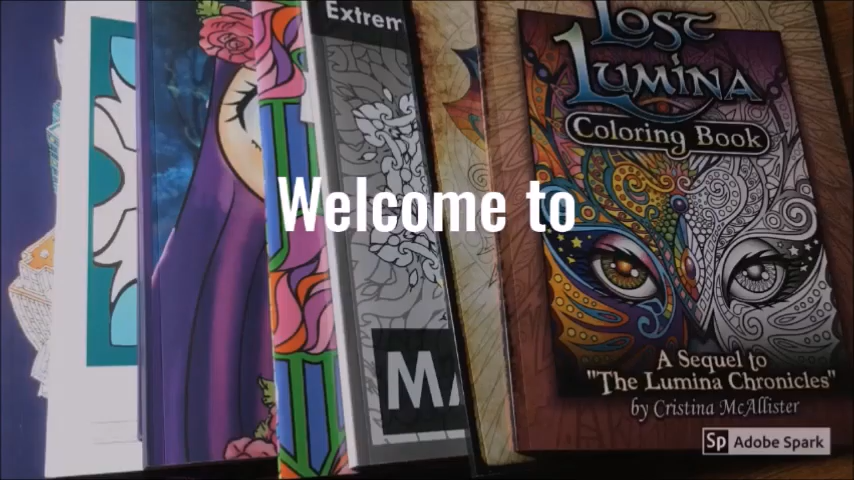 Extrem
Lost
Lumina
Coloring Book
Welcome to
MA
A Sequel to
"The Lumina Chronicles"
by Cristina McAllister
Sp Adobe Spark